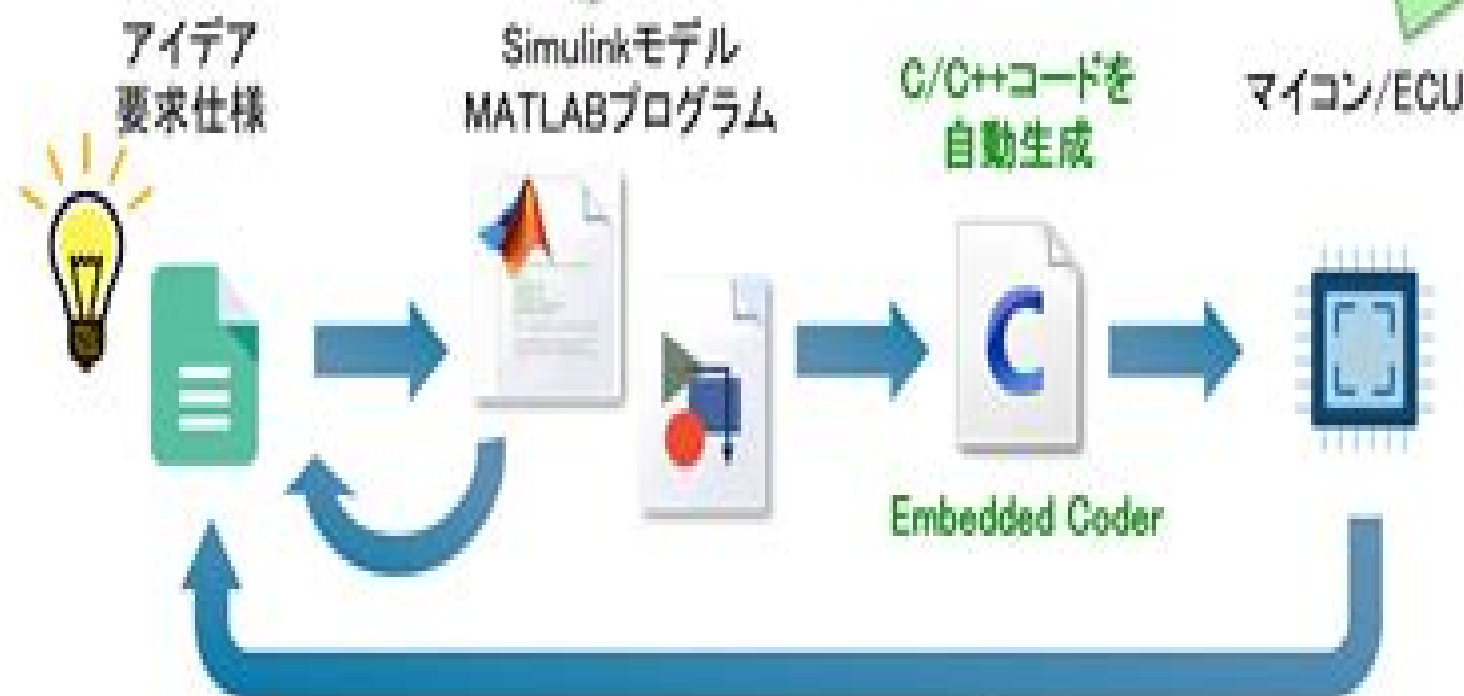 アイデア
要求仕様
Simulinkモデル
MATLABプログラム
C/C++コードを
自動生成
マイコン/ECU
C
Embedded Coder